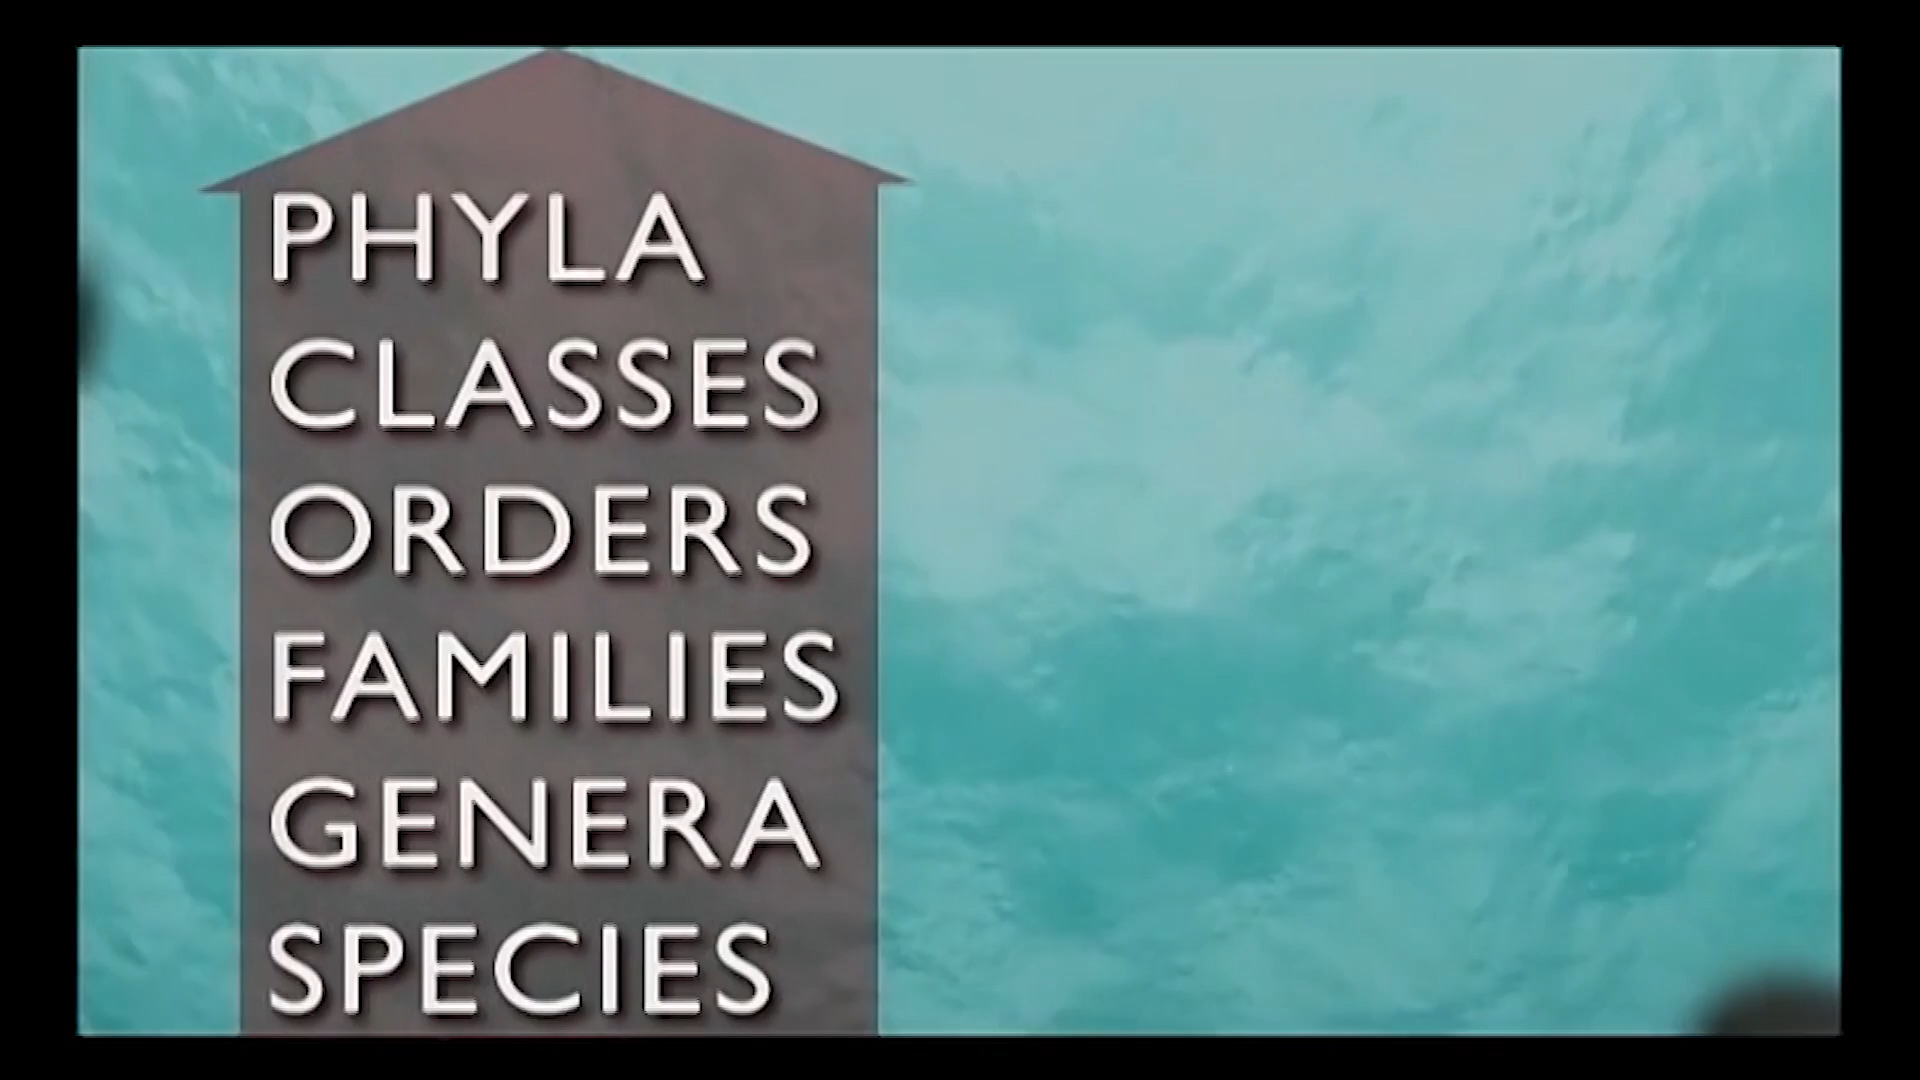 PHYLA
CLASSES
ORDERS
FAMILIES
GENERA
SPECIES